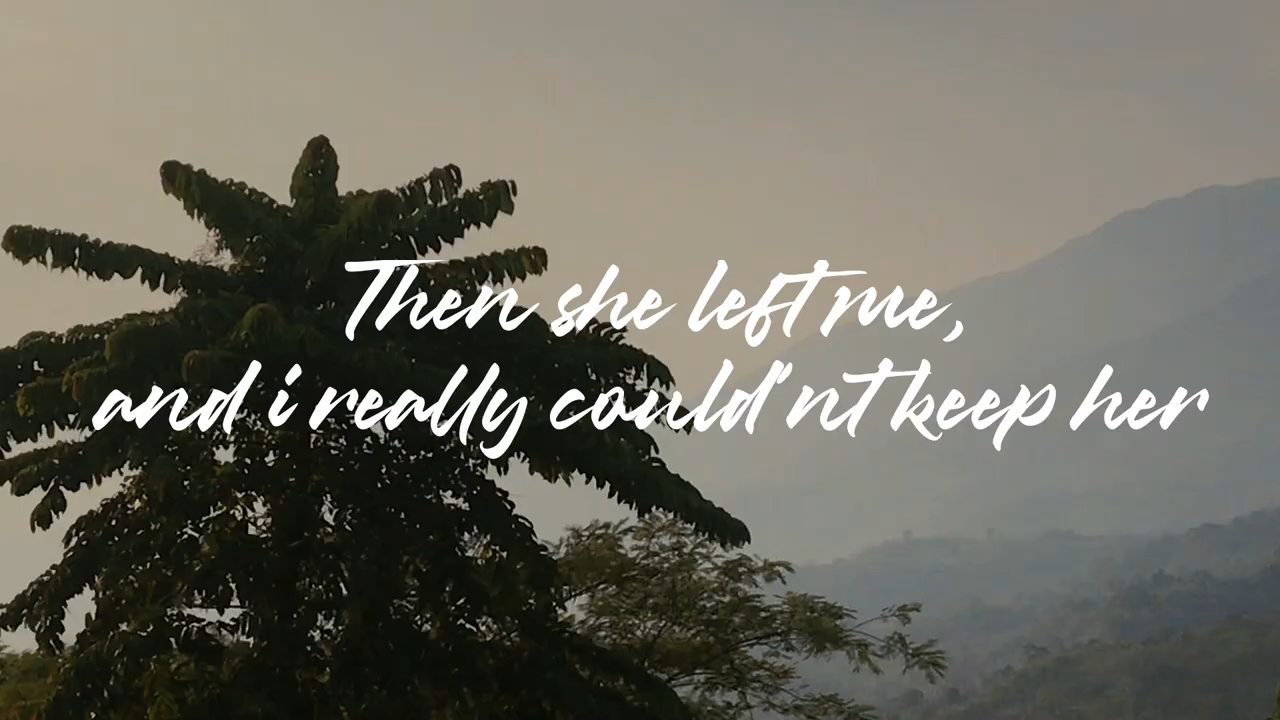 Then she left me,
and i really could'nt keep her